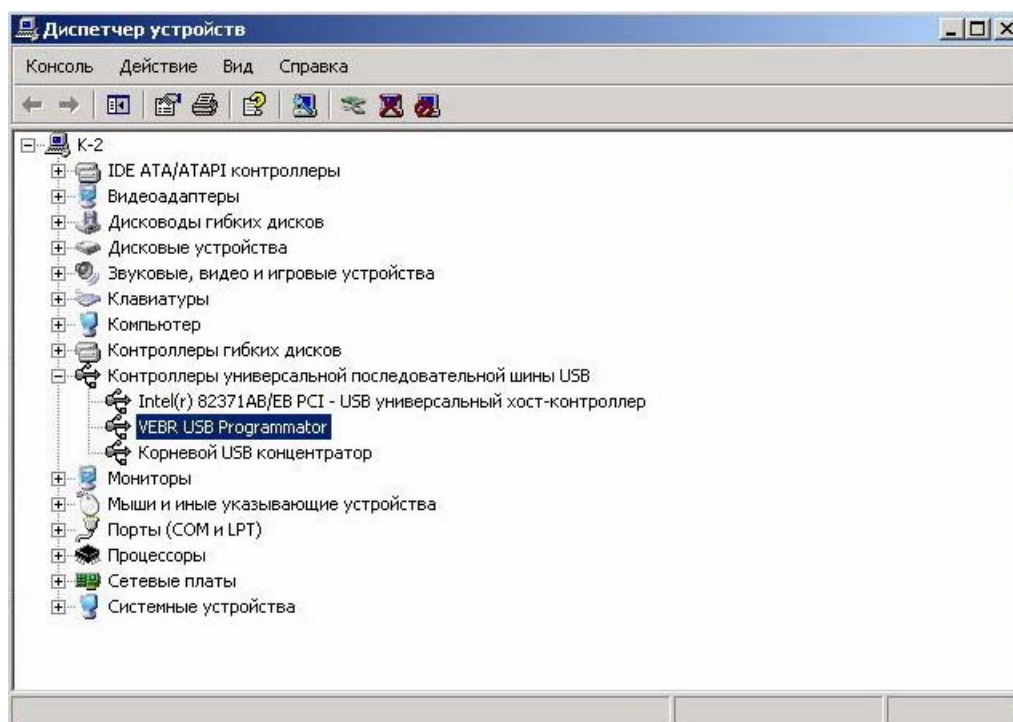 Диспетчер устройств
Консоль Действие Вид Справка
K-2
IDE ATA/ATAPI контроллеры
Видеоадаптеры
Дисководы гибких дисков
Дисковые устройства
Звуковые, видео и игровые устройства
Клавиатуры
Компьютер
Контроллеры гибких дисков
Контроллеры универсальной последовательной шины USB
Intel(r) 82371AB/EB PCI - USB универсальный хост-контроллер
VEBR USB Programmator
Корневой USB концентратор
Мониторы
Мыши и иные указывающие устройства
Порты (COM и LPT)
Процессоры
Сетевые платы
Системные устройства